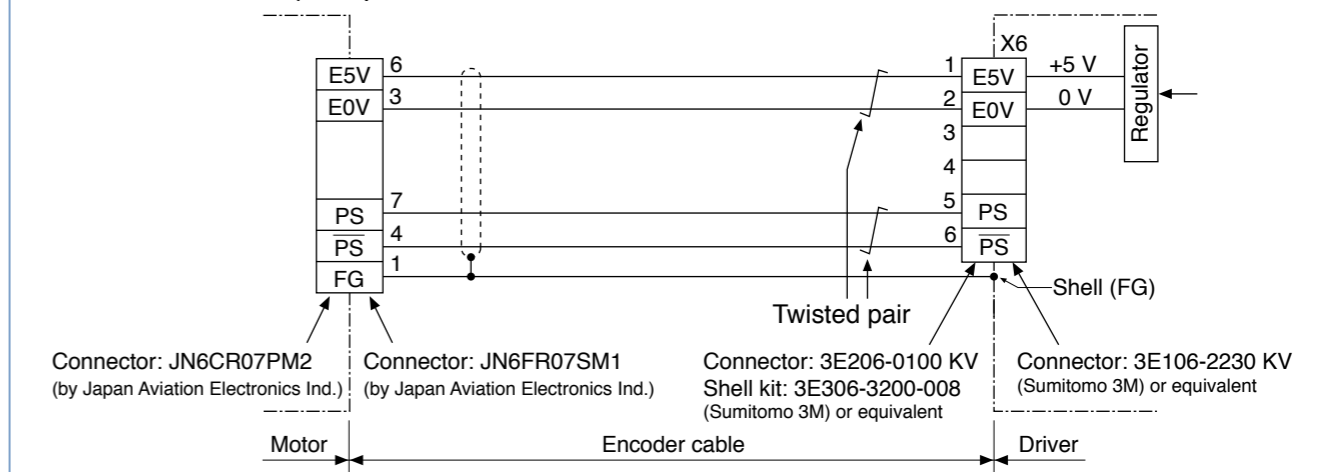 X6
E5V 6 1 E5V +5 V
E0V 3 2 E0V 0 V
Regulator
3
4
PS 7 5 PS
P̅S̅ 4 6 P̅S̅
FG 1
Shell (FG)
Twisted pair
Connector: JN6CR07PM2
(by Japan Aviation Electronics Ind.)
Connector: JN6FR07SM1
(by Japan Aviation Electronics Ind.)
Connector: 3E206-0100 KV
Shell kit: 3E306-3200-008
(Sumitomo 3M) or equivalent
Connector: 3E106-2230 KV
(Sumitomo 3M) or equivalent
Motor
Encoder cable
Driver